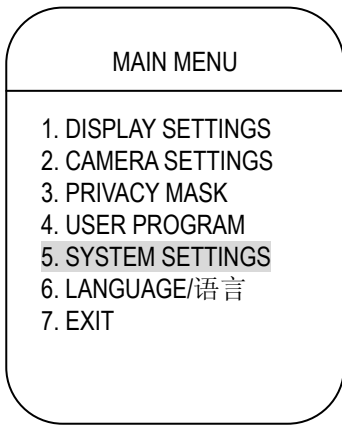 MAIN MENU
1. DISPLAY SETTINGS
2. CAMERA SETTINGS
3. PRIVACY MASK
4. USER PROGRAM
5. SYSTEM SETTINGS
6. LANGUAGE/语言
7. EXIT